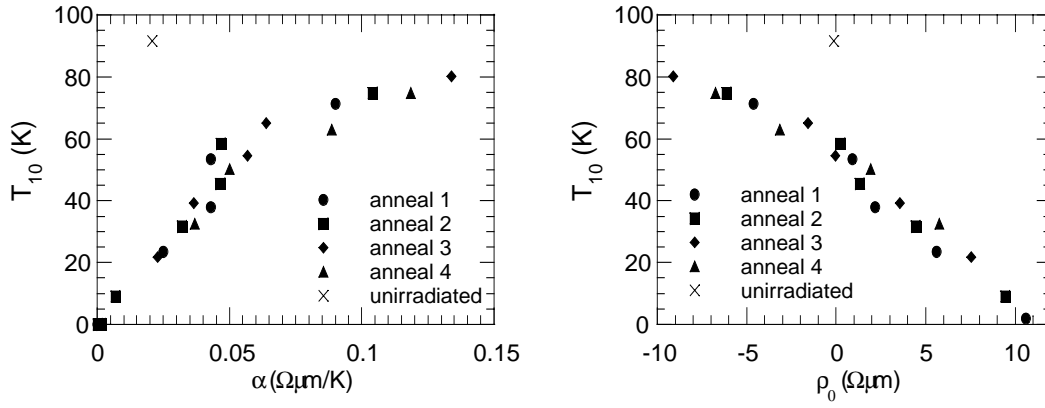 100
80
60
40
20
0
T10 (K)
0
0.05
0.1
0.15
α (Ωμm/K)
anneal 1
anneal 2
anneal 3
anneal 4
unirradiated
100
80
60
40
20
0
T10 (K)
-10
-5
0
5
10
ρ0 (Ωμm)
anneal 1
anneal 2
anneal 3
anneal 4
unirradiated